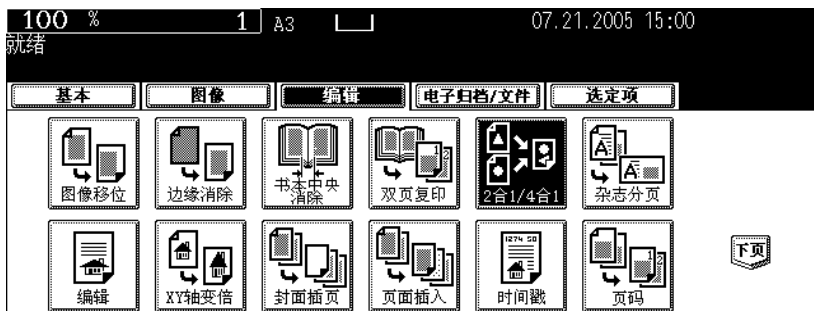 100 % 1 A3 07.21.2005 15:00
就绪
基本 图像 编辑 电子归档/文件 选定项
图像移位 边缘消除 书本中央消除 双页复印 2合1/4合1 杂志分页
编辑 XY轴变倍 封面插页 页面插入 时间戳 页码
下页